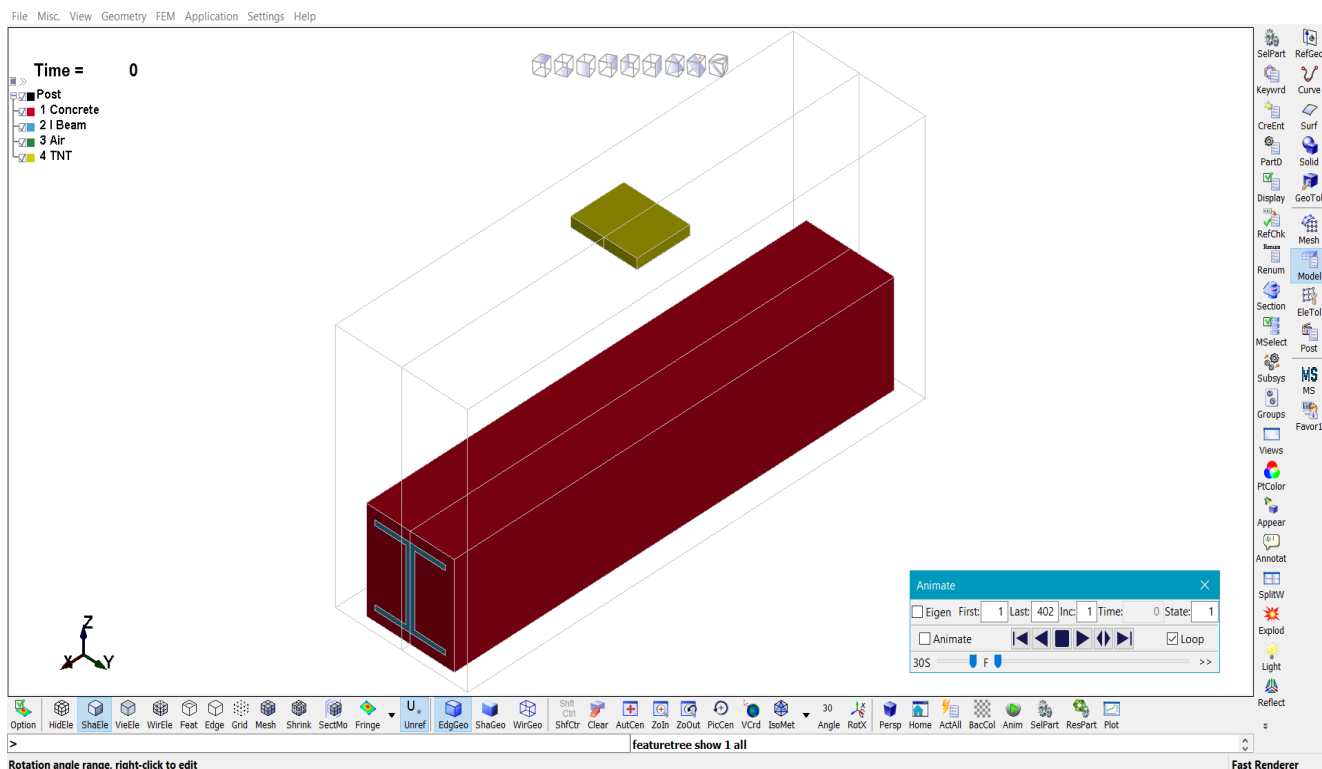 File Misc. View Geometry FEM Application Settings Help
Time = 0
Post
1 Concrete
2 I Beam
3 Air
4 TNT
Z
X Y
SelPart RefGeo
Keywrd Curve
CreEnt Surf
PartD Solid
Display GeoTol
RefChk Mesh
Renum
Renum Model
Section EleTol
MSelect Post
Subsys MS
MS
Groups Favor1
Views
PtColor
Appear
Annotat
SplitW
Explod
Light
Reflect
Animate
Eigen First: 1 Last: 402 Inc: 1 Time: 0 State: 1
Animate Loop
30S F >>
Option HidEle ShaEle VieEle WirEle Feat Edge Grid Mesh Shrink SectMo Fringe Unref EdgGeo ShaGeo WirGeo Shft Ctrl ShfCtr Clear AutCen ZoIn ZoOut PicCen VCrd IsoMet 30 Angle RotX Persp Home ActAll BacCol Anim SelPart ResPart Plot
> featuretree show 1 all
Rotation angle range, right-click to edit Fast Renderer